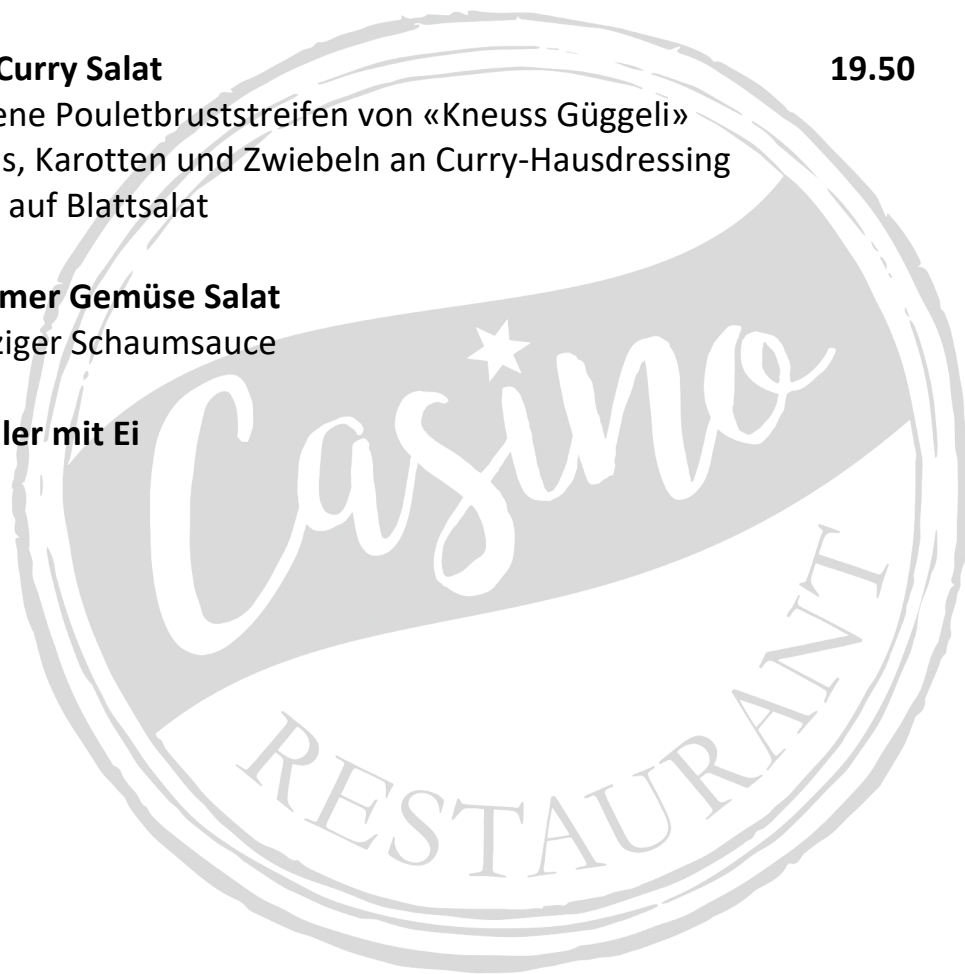 Curry Salat 19.50
ene Pouletbruststreifen von «Kneuss Güggeli»
s, Karotten und Zwiebeln an Curry-Hausdressing
auf Blattsalat
mer Gemüse Salat
ziger Schaumsauce
ler mit Ei
Casino
RESTAURANT